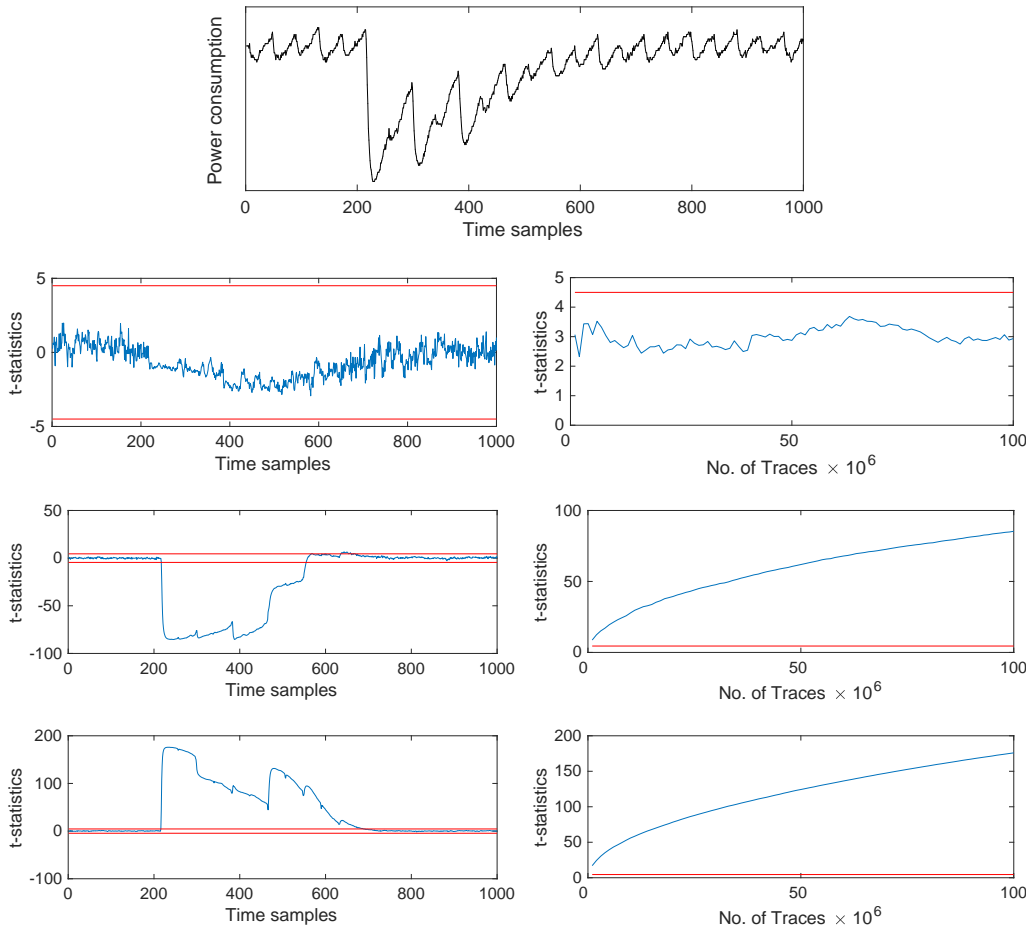 Power consumption
0 200 400 600 800 1000
Time samples
t-statistics
5
0
-5
0 200 400 600 800 1000
Time samples
t-statistics
5
4
3
2
1
0
0 50 100
No. of Traces × 10^6
t-statistics
50
0
-50
-100
0 200 400 600 800 1000
Time samples
t-statistics
100
50
0
0 50 100
No. of Traces × 10^6
t-statistics
200
100
0
-100
0 200 400 600 800 1000
Time samples
t-statistics
200
150
100
50
0
0 50 100
No. of Traces × 10^6